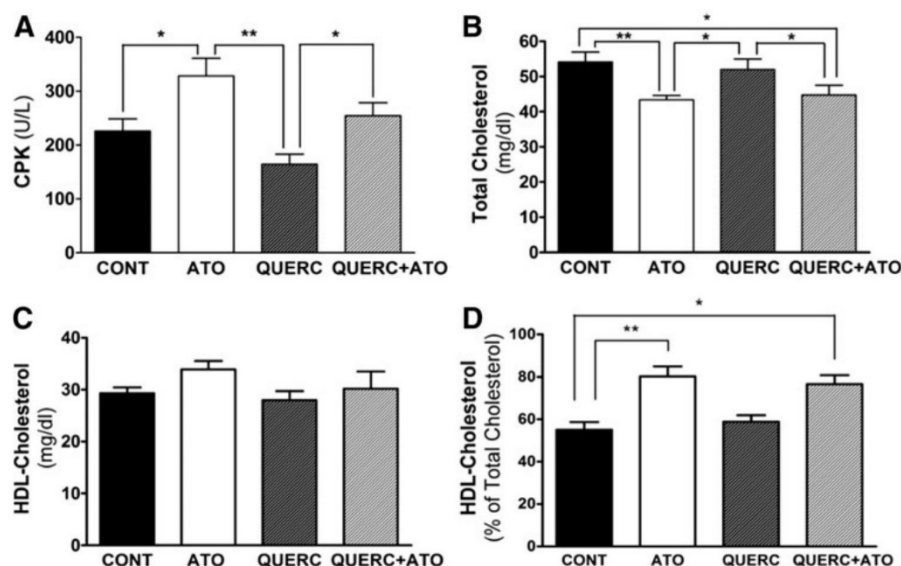 A
CPK (U/L)
400
300
200
100
0
* ** *
CONT ATO QUERC QUERC+ATO
B
Total Cholesterol
(mg/dl)
60
50
40
30
20
10
0
*
** * *
CONT ATO QUERC QUERC+ATO
C
HDL-Cholesterol
(mg/dl)
40
30
20
10
0
CONT ATO QUERC QUERC+ATO
D
HDL-Cholesterol
(% of Total Cholesterol)
100
80
60
40
20
0
*
**
CONT ATO QUERC QUERC+ATO